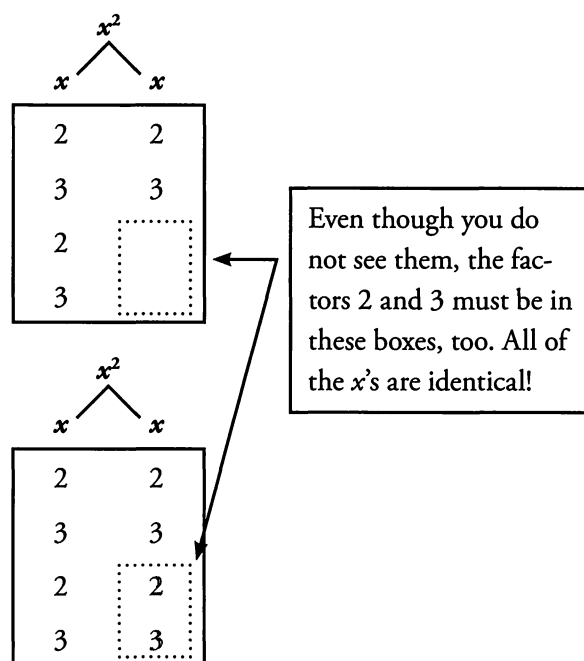 x²
x x
2 2
3 3
2
3
Even though you do
not see them, the fac-
tors 2 and 3 must be in
these boxes, too. All of
the x's are identical!
x²
x x
2 2
3 3
2 2
3 3